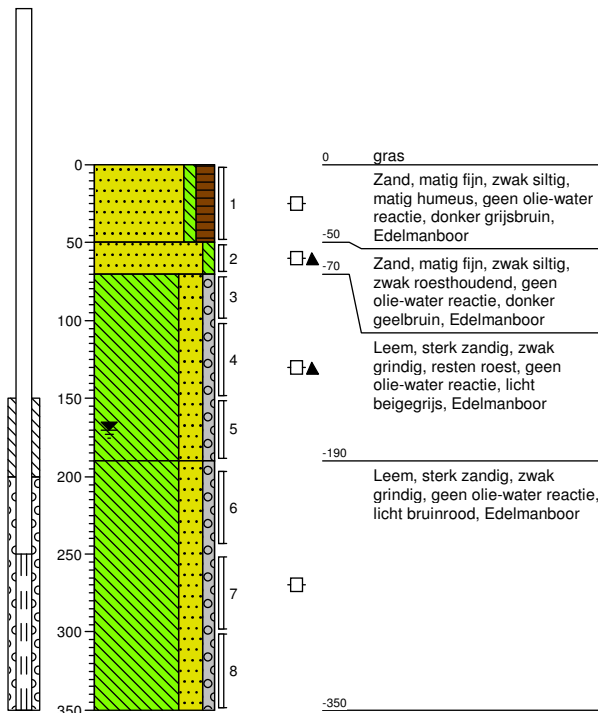 0
50
100
150
200
250
300
350
1
2
3
4
5
6
7
8
0 gras
Zand, matig fijn, zwak siltig,
matig humeus, geen olie-water
reactie, donker grijsbruin,
Edelmanboor
-50
Zand, matig fijn, zwak siltig,
zwak roesthoudend, geen
olie-water reactie, donker
geelbruin, Edelmanboor
-70
Leem, sterk zandig, zwak
grindig, resten roest, geen
olie-water reactie, licht
beigegrijs, Edelmanboor
-190
Leem, sterk zandig, zwak
grindig, geen olie-water reactie,
licht bruinrood, Edelmanboor
-350